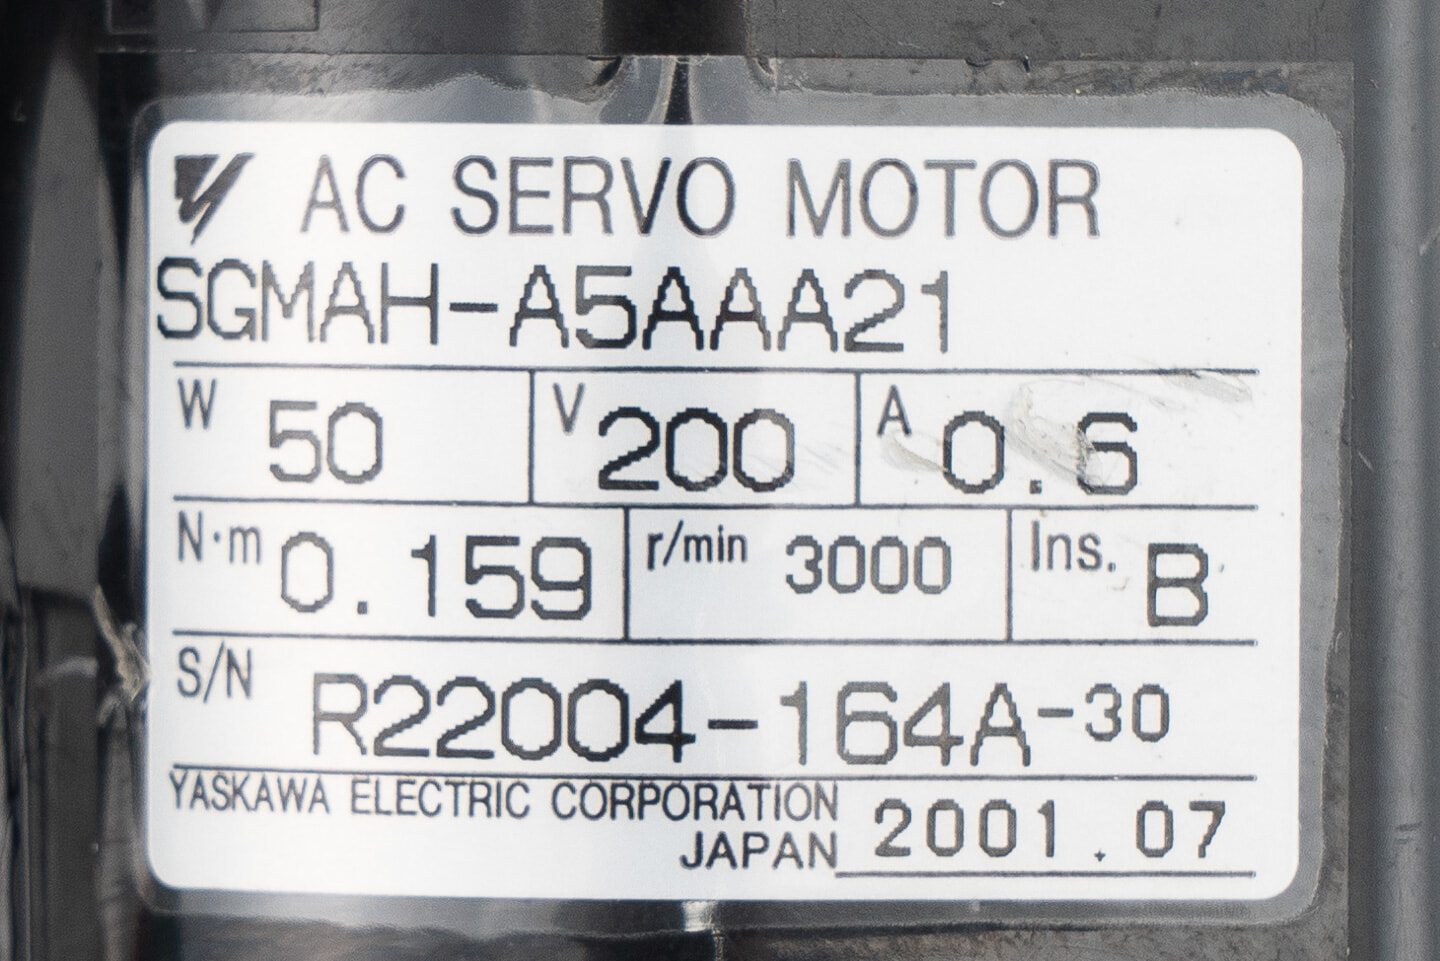 AC SERVO MOTOR
SGMAH-A5AAA21
W 50 V 200 A 0.6
N·m 0.159 r/min 3000 Ins. B
S/N R22004-164A-30
YASKAWA ELECTRIC CORPORATION
JAPAN 2001.07